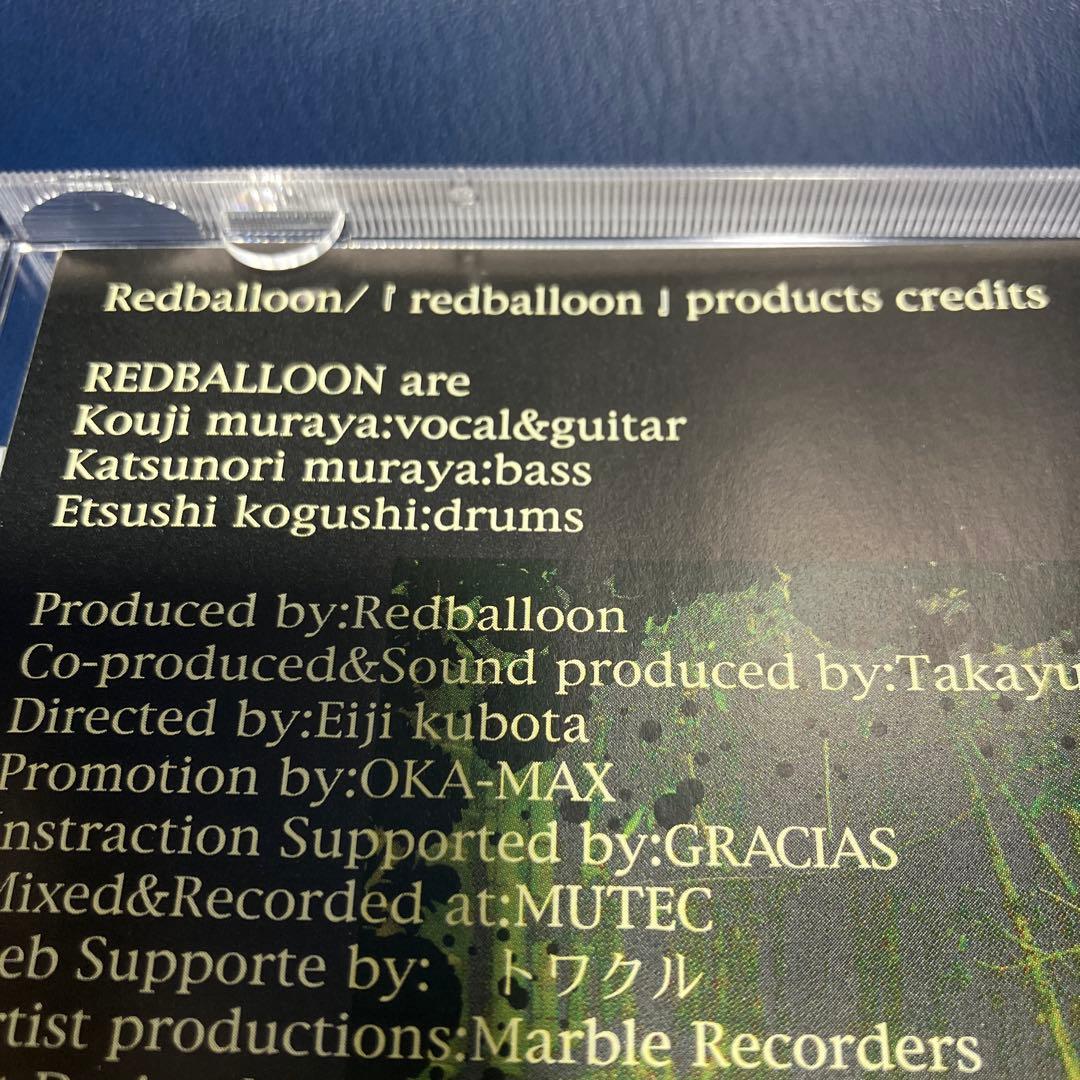 Redballoon/『redballoon』products credits
REDBALLOON are
Kouji muraya:vocal&guitar
Katsunori muraya:bass
Etsushi kogushi:drums
Produced by:Redballoon
Co-produced&Sound produced by:Takayu
Directed by:Eiji kubota
Promotion by:OKA-MAX
nstraction Supported by:GRACIAS
Mixed&Recorded at:MUTEC
eb Supporte by: トワクル
rtist productions:Marble Recorders